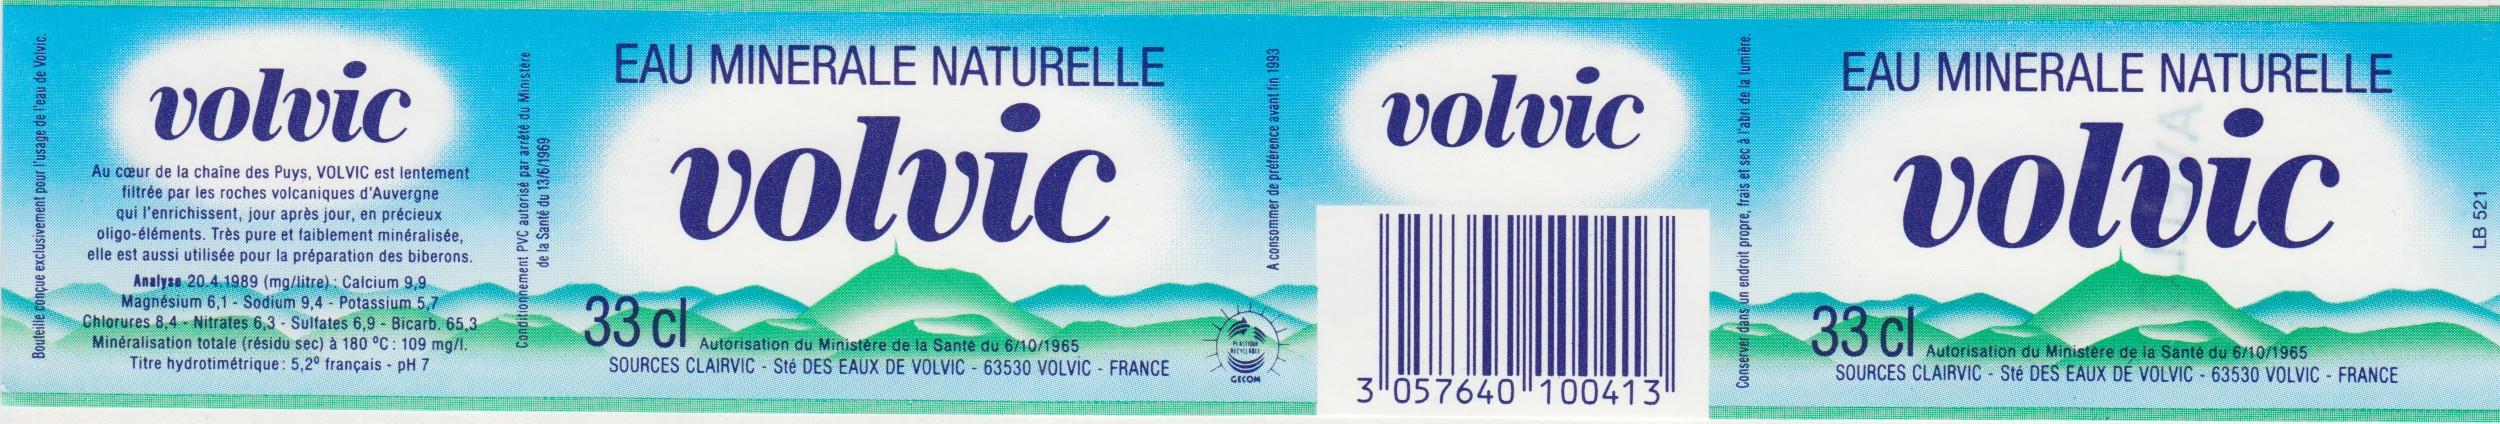 Bouteille conçue exclusivement pour l'usage de l'eau de Volvic.
volvic
Au cœur de la chaîne des Puys, VOLVIC est lentement
filtrée par les roches volcaniques d'Auvergne
qui l'enrichissent, jour après jour, en précieux
oligo-éléments. Très pure et faiblement minéralisée,
elle est aussi utilisée pour la préparation des biberons.
Analyse 20.4.1989 (mg/litre) : Calcium 9,9
Magnésium 6,1 - Sodium 9,4 - Potassium 5,7
Chlorures 8,4 - Nitrates 6,3 - Sulfates 6,9 - Bicarb. 65,3
Minéralisation totale (résidu sec) à 180 ºC : 109 mg/l.
Titre hydrotimétrique : 5,2º français - pH 7
Conditionnement PVC autorisé par arrêté du Ministère
de la Santé du 13/6/1969
EAU MINERALE NATURELLE
volvic
33 cl
Autorisation du Ministère de la Santé du 6/10/1965
SOURCES CLAIRVIC - Sté DES EAUX DE VOLVIC - 63530 VOLVIC - FRANCE
PLASTIQUE
RECYCLABLE
GECOM
A consommer de préférence avant fin 1993
volvic
3 057640 100413
Conserver dans un endroit propre, frais et sec à l'abri de la lumière.
EAU MINERALE NATURELLE
volvic
33 cl
Autorisation du Ministère de la Santé du 6/10/1965
SOURCES CLAIRVIC - Sté DES EAUX DE VOLVIC - 63530 VOLVIC - FRANCE
LB 521